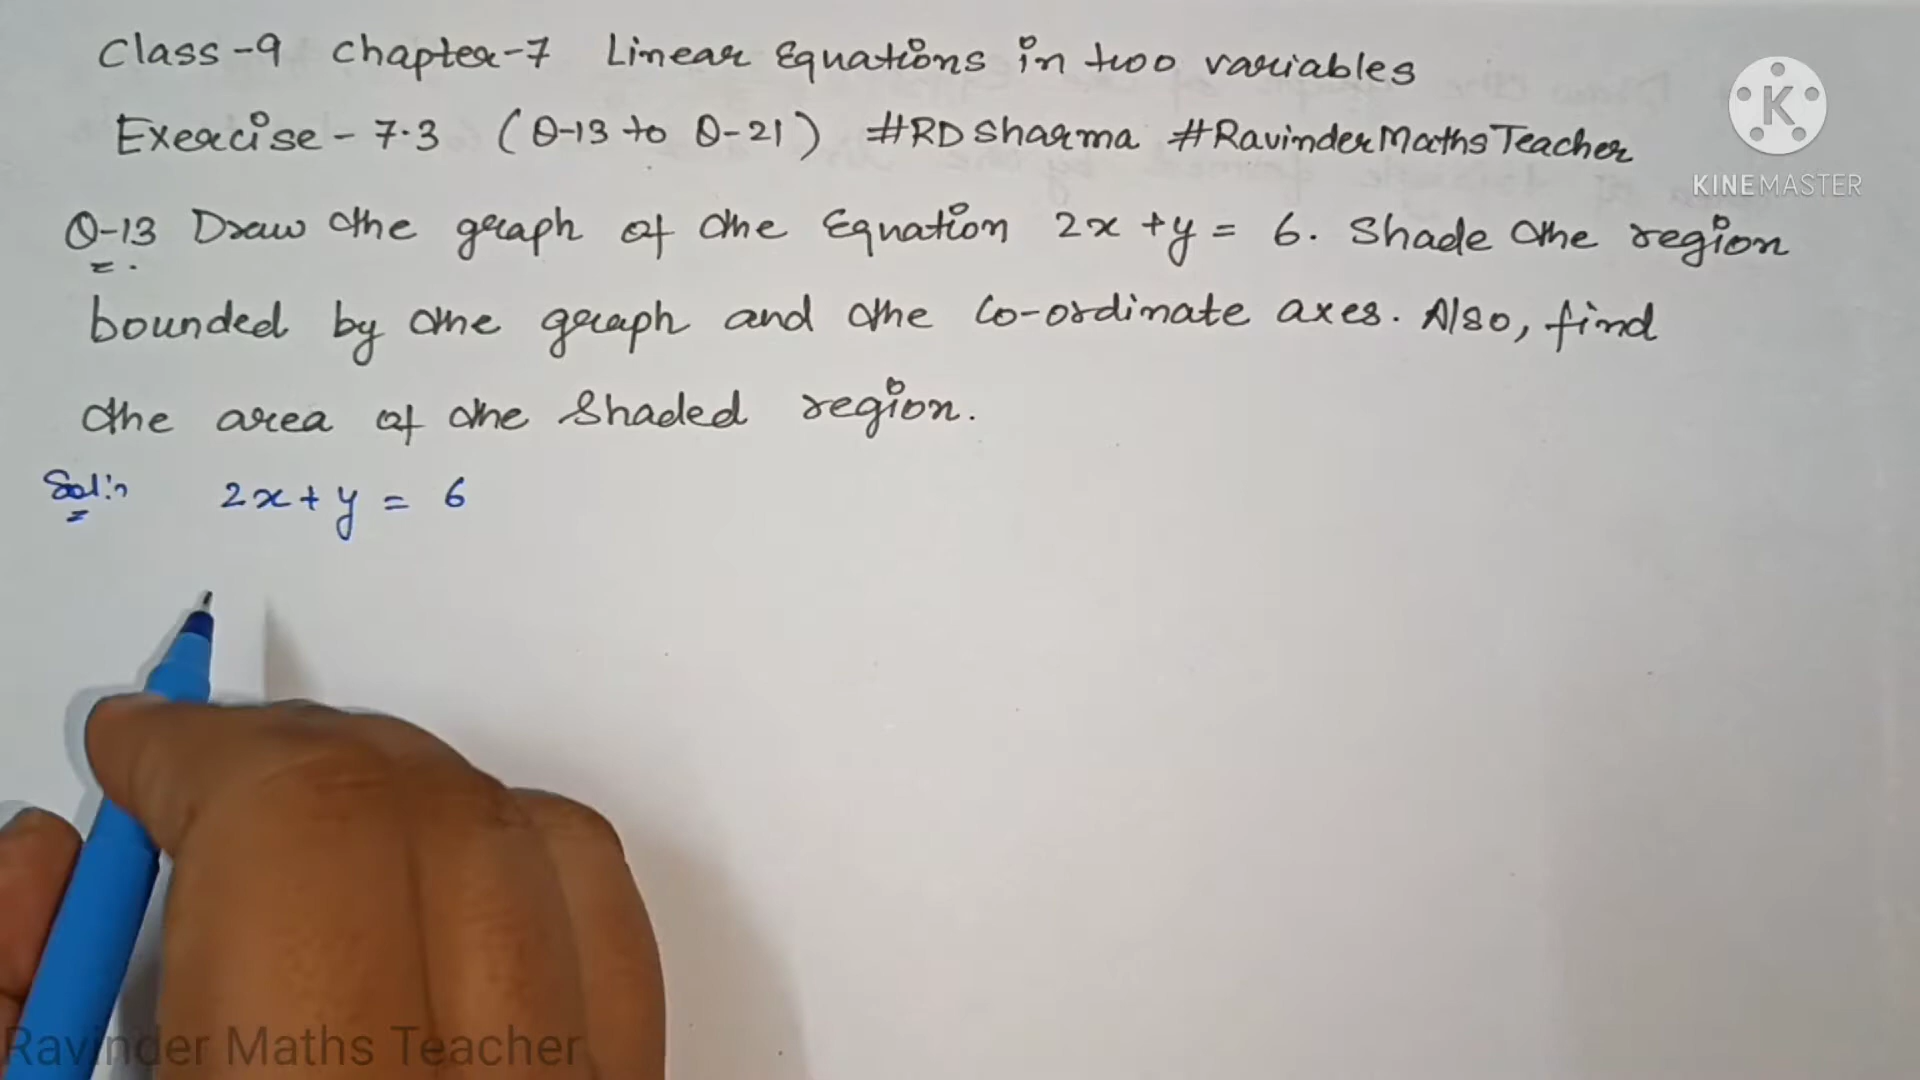 Class-9 Chapter-7 Linear Equations in two variables
Exercise-7.3 (Q-13 to Q-21) #RDSharma #RavinderMathsTeacher
KINEMASTER
Q-13 Draw the graph of the Equation 2x+y = 6. Shade the region
bounded by the graph and the Co-ordinate axes. Also, find
the area of the Shaded region.
Sol:n 2x+y = 6
Ravinder Maths Teacher